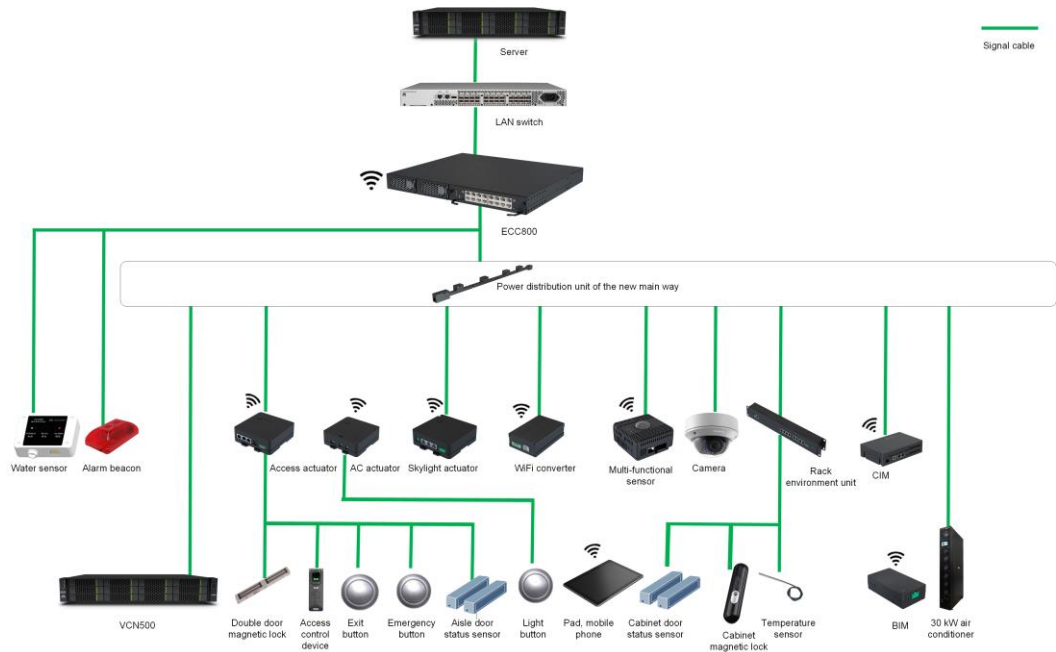 Server
Signal cable
LAN switch
ECC800
Power distribution unit of the new main way
Water sensor
Alarm beacon
Access actuator
AC actuator
Skylight actuator
WiFi converter
Multi-functional
sensor
Camera
Rack
environment unit
CIM
VCN500
Double door
magnetic lock
Access
control
device
Exit
button
Emergency
button
Aisle door
status sensor
Light
button
Pad, mobile
phone
Cabinet door
status sensor
Cabinet
magnetic lock
Temperature
sensor
BIM
30 kW air
conditioner